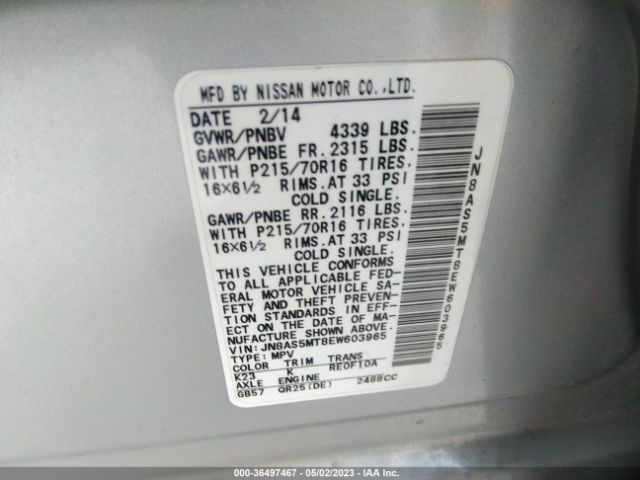 MFD BY NISSAN MOTOR CO.,LTD.
DATE 2/14
GVWR/PNBV 4339 LBS.
GAWR/PNBE FR. 2315 LBS.
WITH P215/70R16 TIRES,
16X6½ RIMS. AT 33 PSI
COLD SINGLE.
GAWR/PNBE RR. 2116 LBS.
WITH P215/70R16 TIRES,
16X6½ RIMS. AT 33 PSI
COLD SINGLE.
THIS VEHICLE CONFORMS
TO ALL APPLICABLE FED-
ERAL MOTOR VEHICLE SA-
FETY AND THEFT PREVEN-
TION STANDARDS IN EFF-
ECT ON THE DATE OF MA-
NUFACTURE SHOWN ABOVE.
VIN: JN8AS5MT8EW603965
TYPE: MPV
COLOR TRIM TRANS
K23 K RE0F10A
AXLE ENGINE
GB57 QR25(DE) 2488CC
JN8AS5MT8EW603965
000-36497467 - 05/02/2023 - IAA Inc.